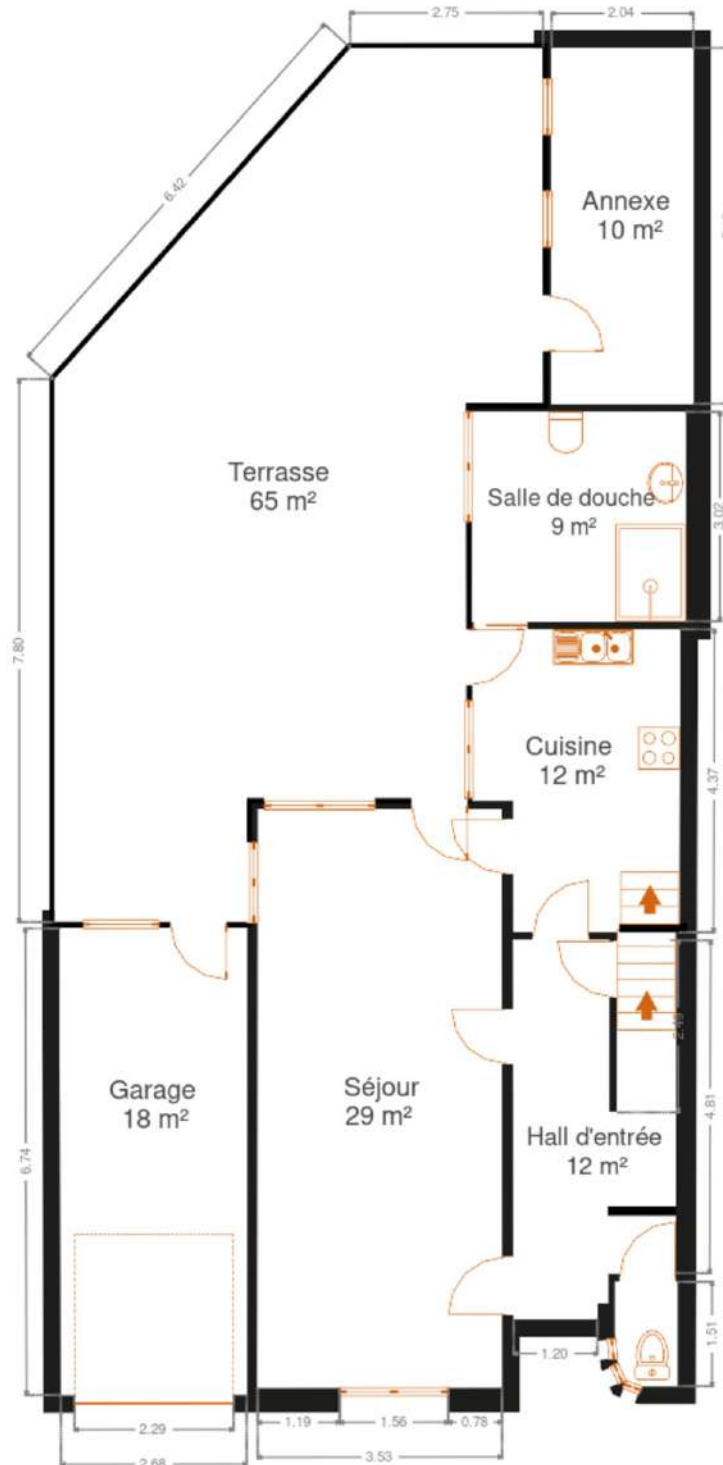 2.75
2.04
6.42
Annexe
10 m²
Terrasse
65 m²
Salle de douche
9 m²
3.02
7.80
Cuisine
12 m²
4.37
2.49
Garage
18 m²
Séjour
29 m²
Hall d'entrée
12 m²
4.81
6.74
1.51
1.20
2.29
1.19
1.56
0.78
2.68
3.53